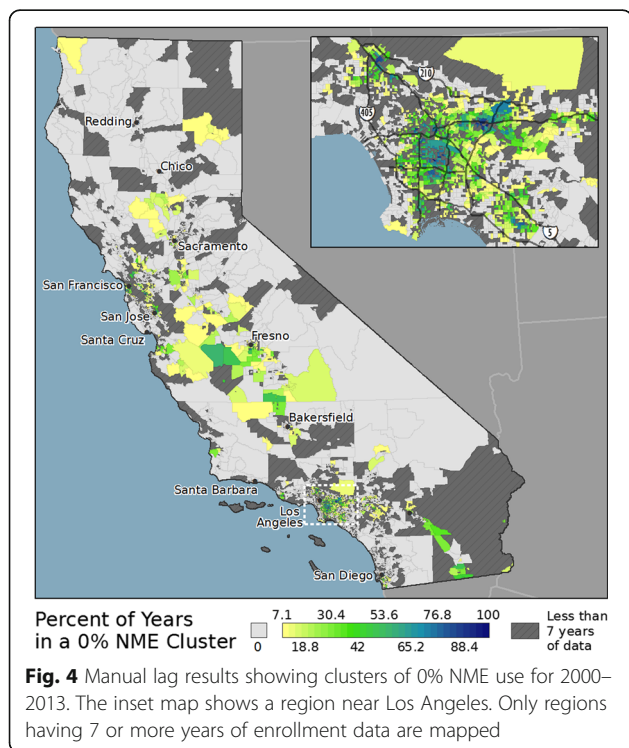 Redding
Chico
Sacramento
San Francisco
San Jose
Santa Cruz
Fresno
Bakersfield
Santa Barbara
Los
Angeles
San Diego
210
405
5
Percent of Years
in a 0% NME Cluster
0
7.1 30.4 53.6 76.8 100
18.8 42 65.2 88.4
Less than
7 years
of data
Fig. 4 Manual lag results showing clusters of 0% NME use for 2000–
2013. The inset map shows a region near Los Angeles. Only regions
having 7 or more years of enrollment data are mapped